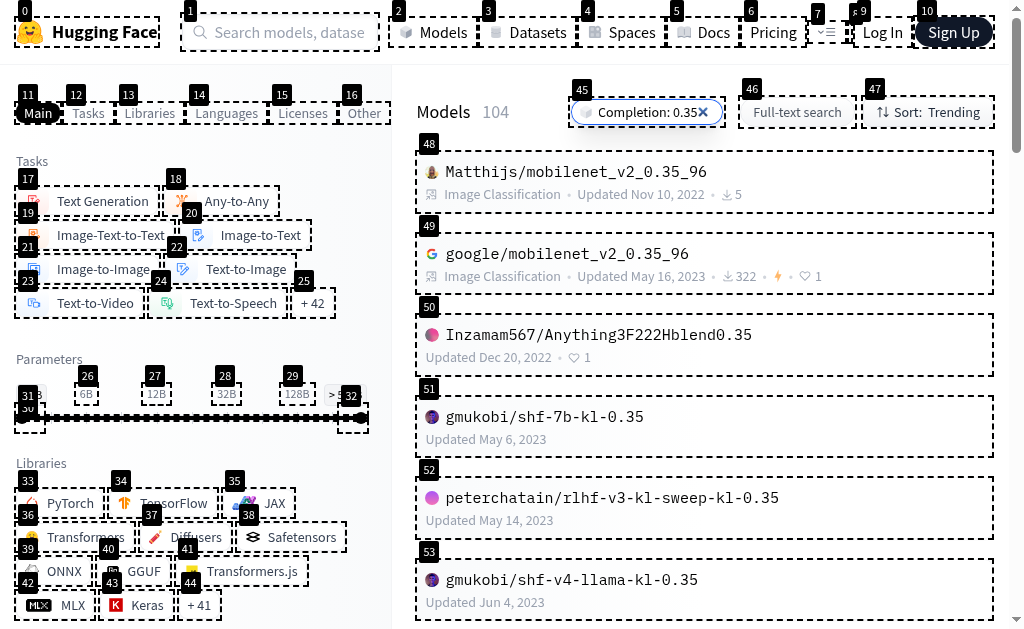 Hugging Face
Search models, datase
Models
Datasets
Spaces
Docs
Pricing
Log In
Sign Up
0
1
2
3
4
5
6
7
9
10
11
12
13
14
15
16
Main
Tasks
Libraries
Languages
Licenses
Other
Tasks
17
18
Text Generation
Any-to-Any
19
20
Image-Text-to-Text
Image-to-Text
21
22
Image-to-Image
Text-to-Image
23
24
25
Text-to-Video
Text-to-Speech
+ 42
Parameters
26
27
28
29
6B
12B
32B
128B
>
31
32
30
Libraries
33
34
35
PyTorch
TensorFlow
JAX
36
37
38
Transformers
Diffusers
Safetensors
39
40
41
ONNX
GGUF
Transformers.js
42
43
44
MLX
MLX
K
Keras
+ 41
45
46
47
Models 104
Completion: 0.35
Full-text search
Sort: Trending
48
Matthijs/mobilenet_v2_0.35_96
Image Classification • Updated Nov 10, 2022 • 5
49
google/mobilenet_v2_0.35_96
Image Classification • Updated May 16, 2023 • 322 • • 1
50
Inzamam567/Anything3F222Hblend0.35
Updated Dec 20, 2022 • 1
51
gmukobi/shf-7b-kl-0.35
Updated May 6, 2023
52
peterchatain/rlhf-v3-kl-sweep-kl-0.35
Updated May 14, 2023
53
gmukobi/shf-v4-llama-kl-0.35
Updated Jun 4, 2023